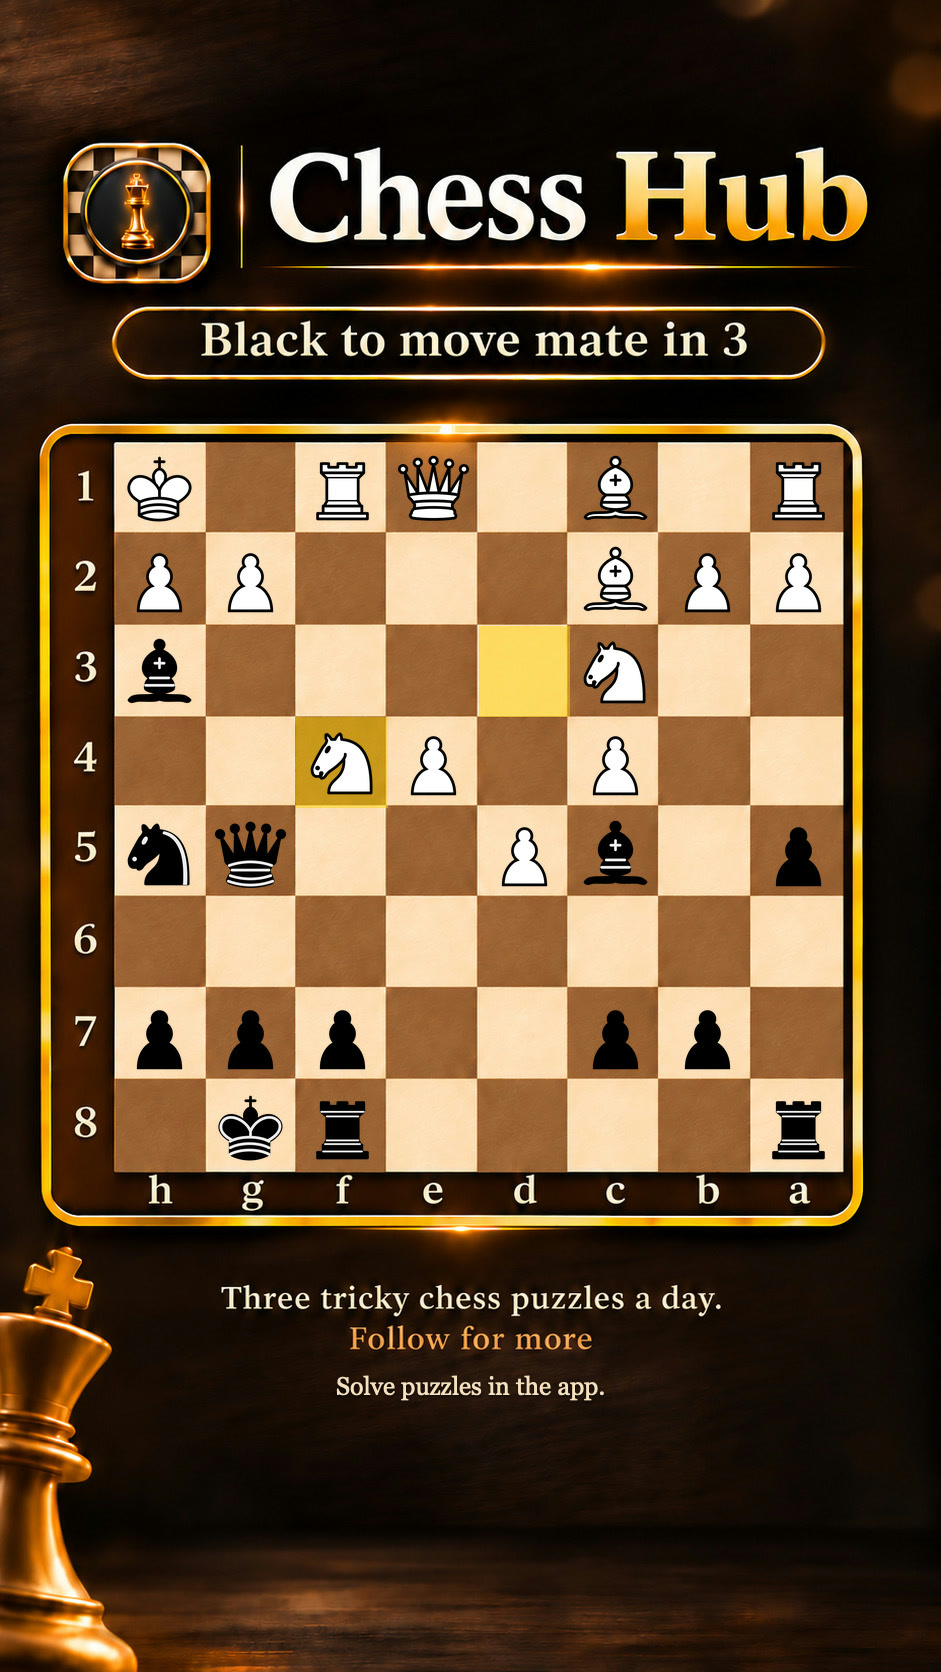 Chess Hub
Black to move mate in 3
1
2
3
4
5
6
7
8
h g f e d c b a
Three tricky chess puzzles a day.
Follow for more
Solve puzzles in the app.